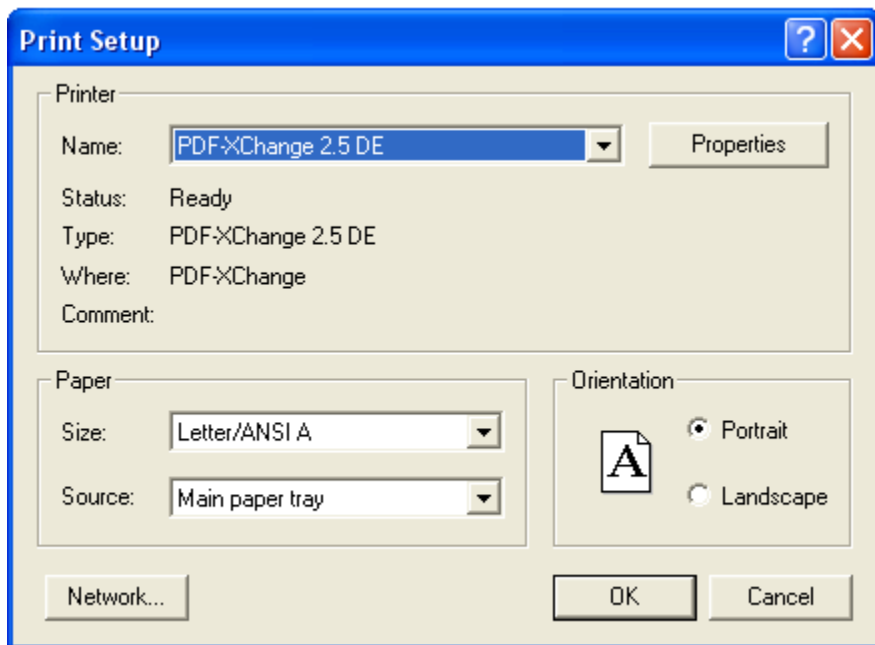 Print Setup
Printer
Name: PDF-XChange 2.5 DE Properties
Status: Ready
Type: PDF-XChange 2.5 DE
Where: PDF-XChange
Comment:
Paper
Size: Letter/ANSI A
Source: Main paper tray
Orientation
A
Portrait
Landscape
Network... OK Cancel